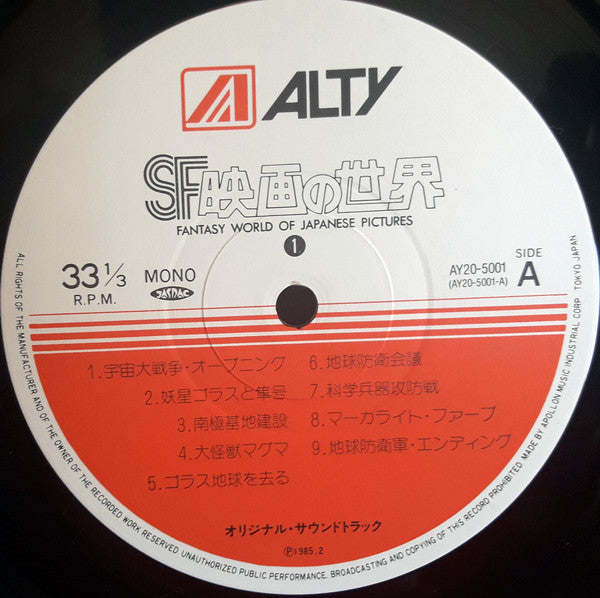 ALTY
SF映画の世界
FANTASY WORLD OF JAPANESE PICTURES
1
33 1/3
R.P.M.
MONO
JASRAC
AY20-5001
(AY20-5001-A)
SIDE
A
1.宇宙大戦争・オープニング
2.妖星ゴラスと隼号
3.南極基地建設
4.大怪獣マグマ
5.ゴラス地球を去る
6.地球防衛会議
7.科学兵器攻防戦
8.マーカライト・ファープ
9.地球防衛軍・エンディング
オリジナル・サウンドトラック
Ⓟ1985.2
ALL RIGHTS OF THE MANUFACTURER AND OF THE OWNER OF THE RECORDED WORK RESERVED. UNAUTHORIZED PUBLIC PERFORMANCE. BROADCASTING AND COPYING OF THIS RECORD PROHIBITED. MADE BY APOLLON MUSIC INDUSTRIAL CORP. TOKYO JAPAN